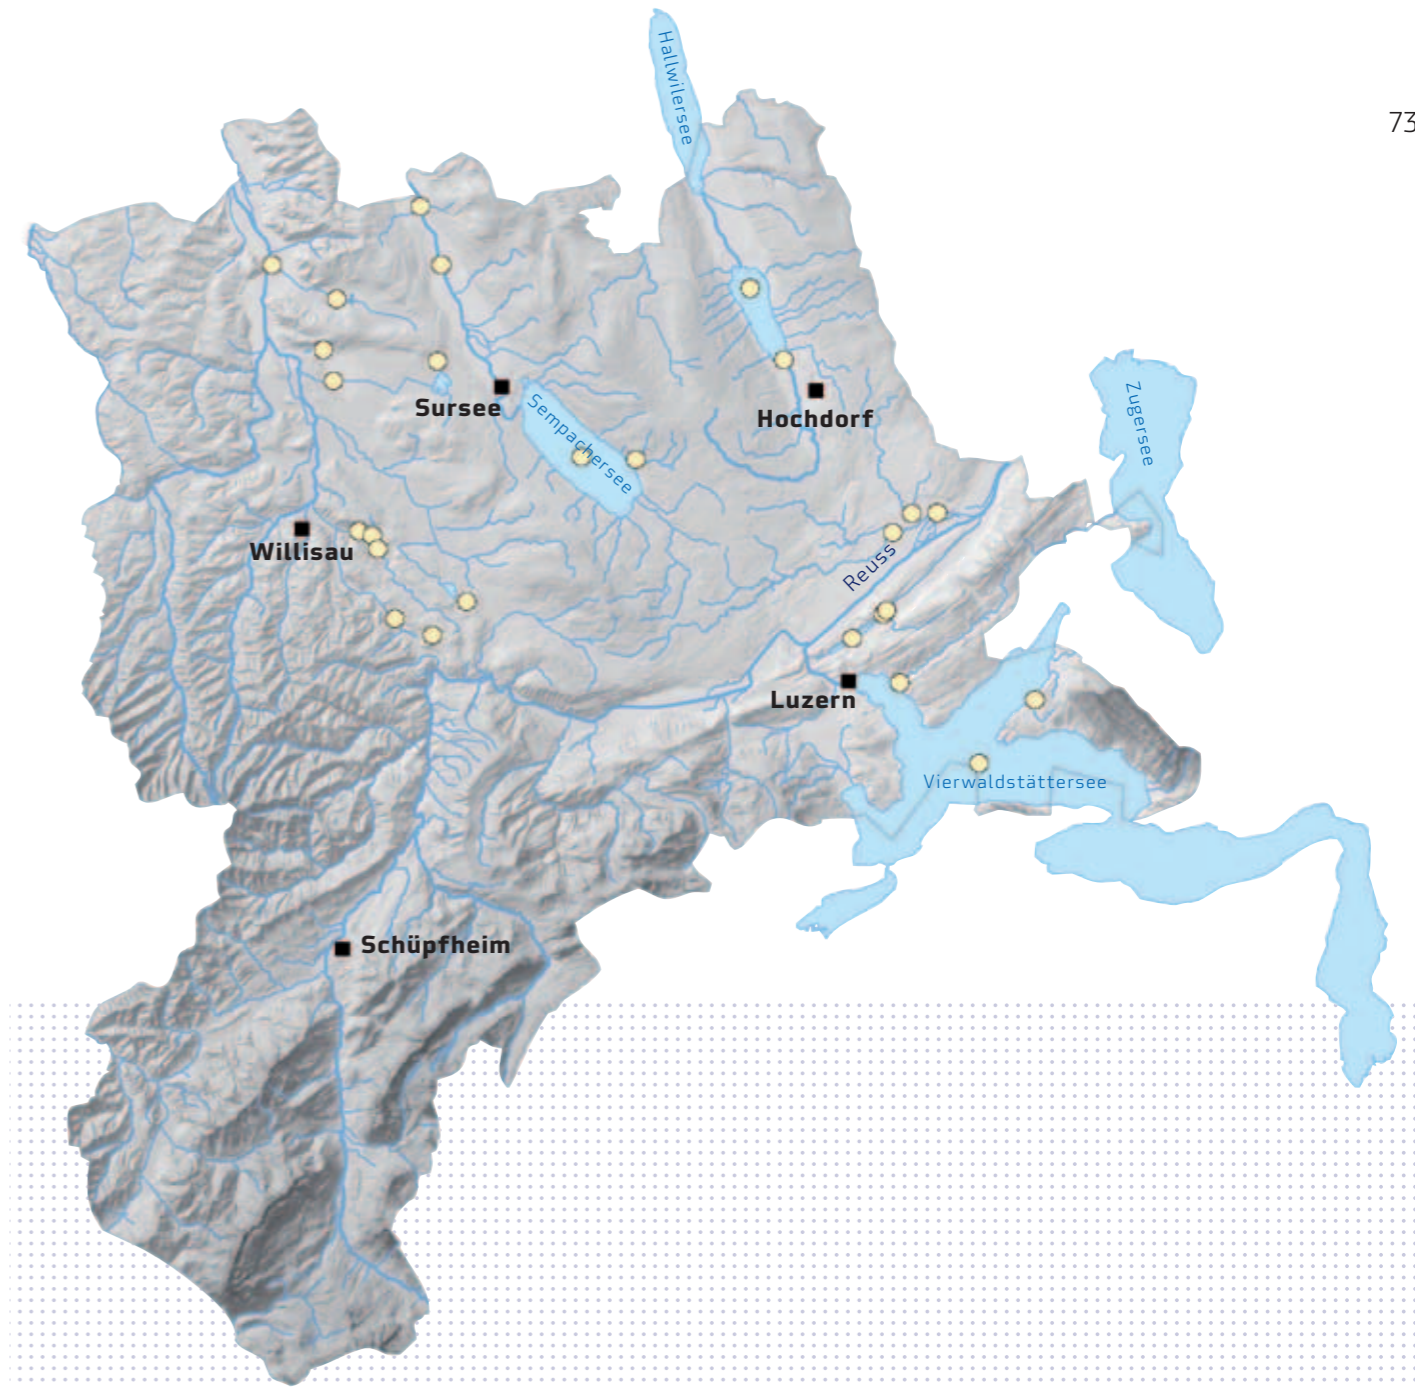 Hallwilersee
73
Sursee
Sempachersee
Hochdorf
Zugersee
Willisau
Reuss
Luzern
Vierwaldstättersee
Schüpfheim